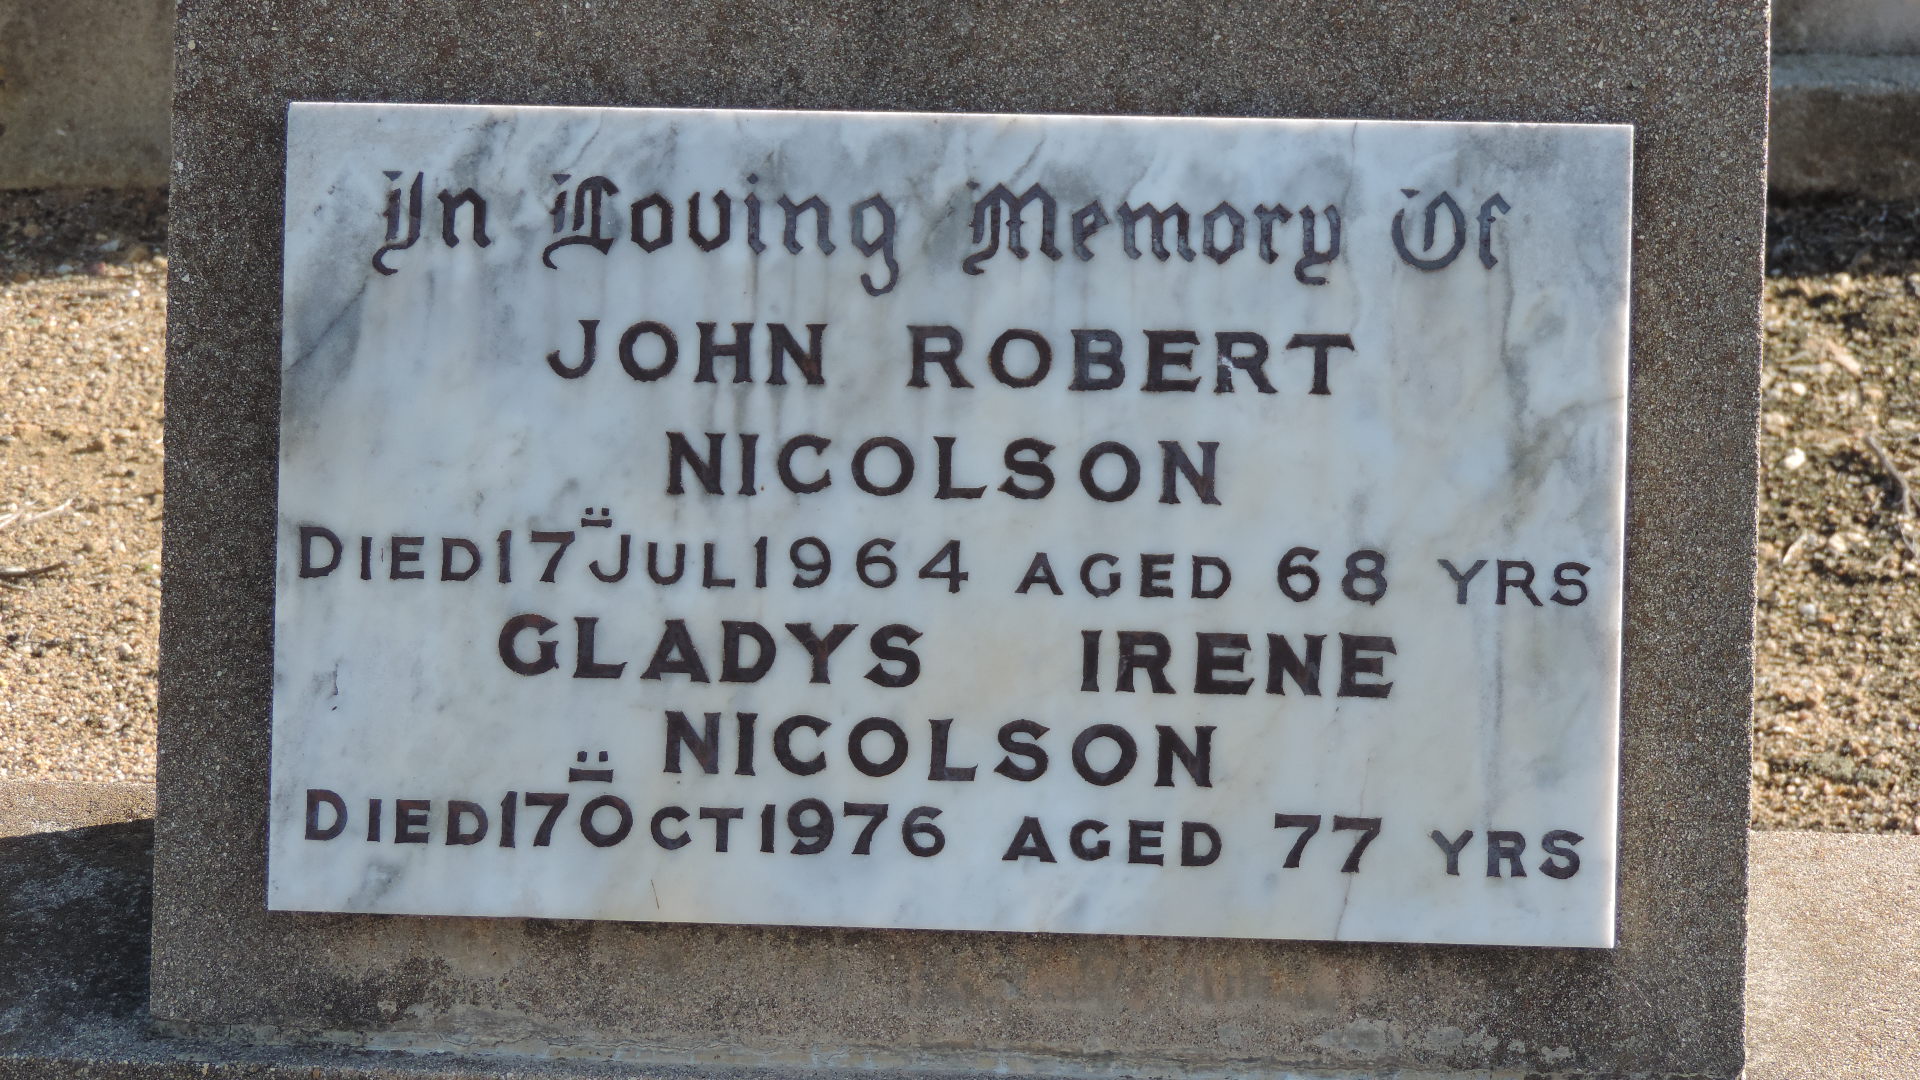 In Loving Memory Of
JOHN ROBERT
NICOLSON
DIED 17 JUL 1964 AGED 68 YRS
GLADYS IRENE
NICOLSON
DIED 17 OCT 1976 AGED 77 YRS